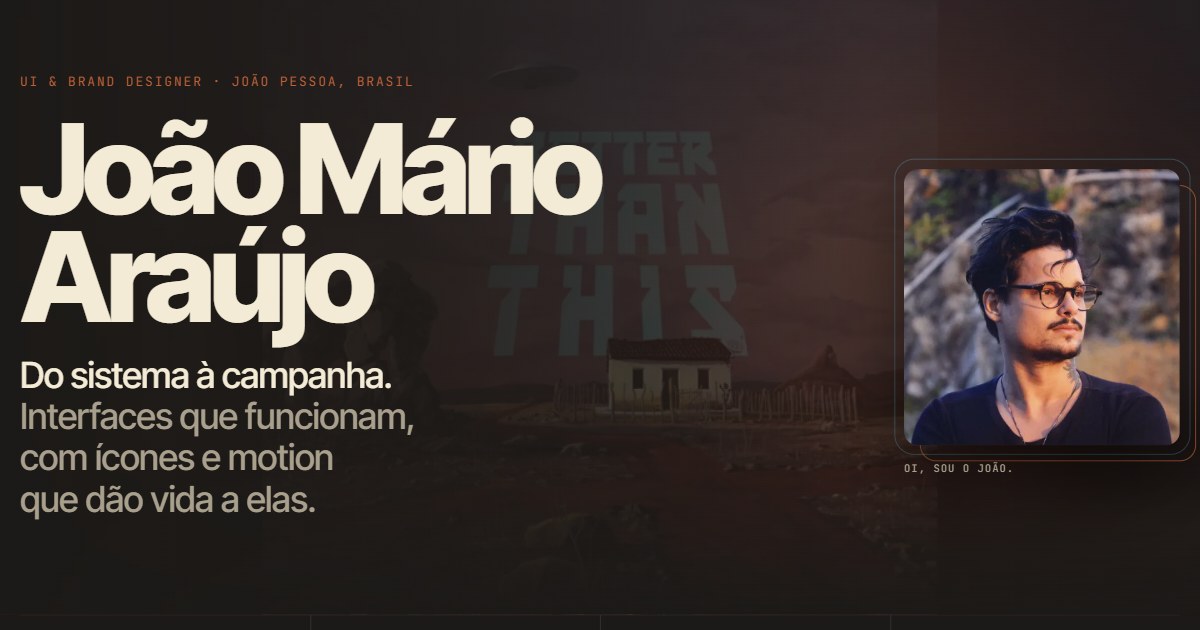 UI & BRAND DESIGNER · JOÃO PESSOA, BRASIL
João Mário
Araújo
Do sistema à campanha.
Interfaces que funcionam,
com ícones e motion
que dão vida a elas.
THAN
THIS
OI, SOU O JOÃO.